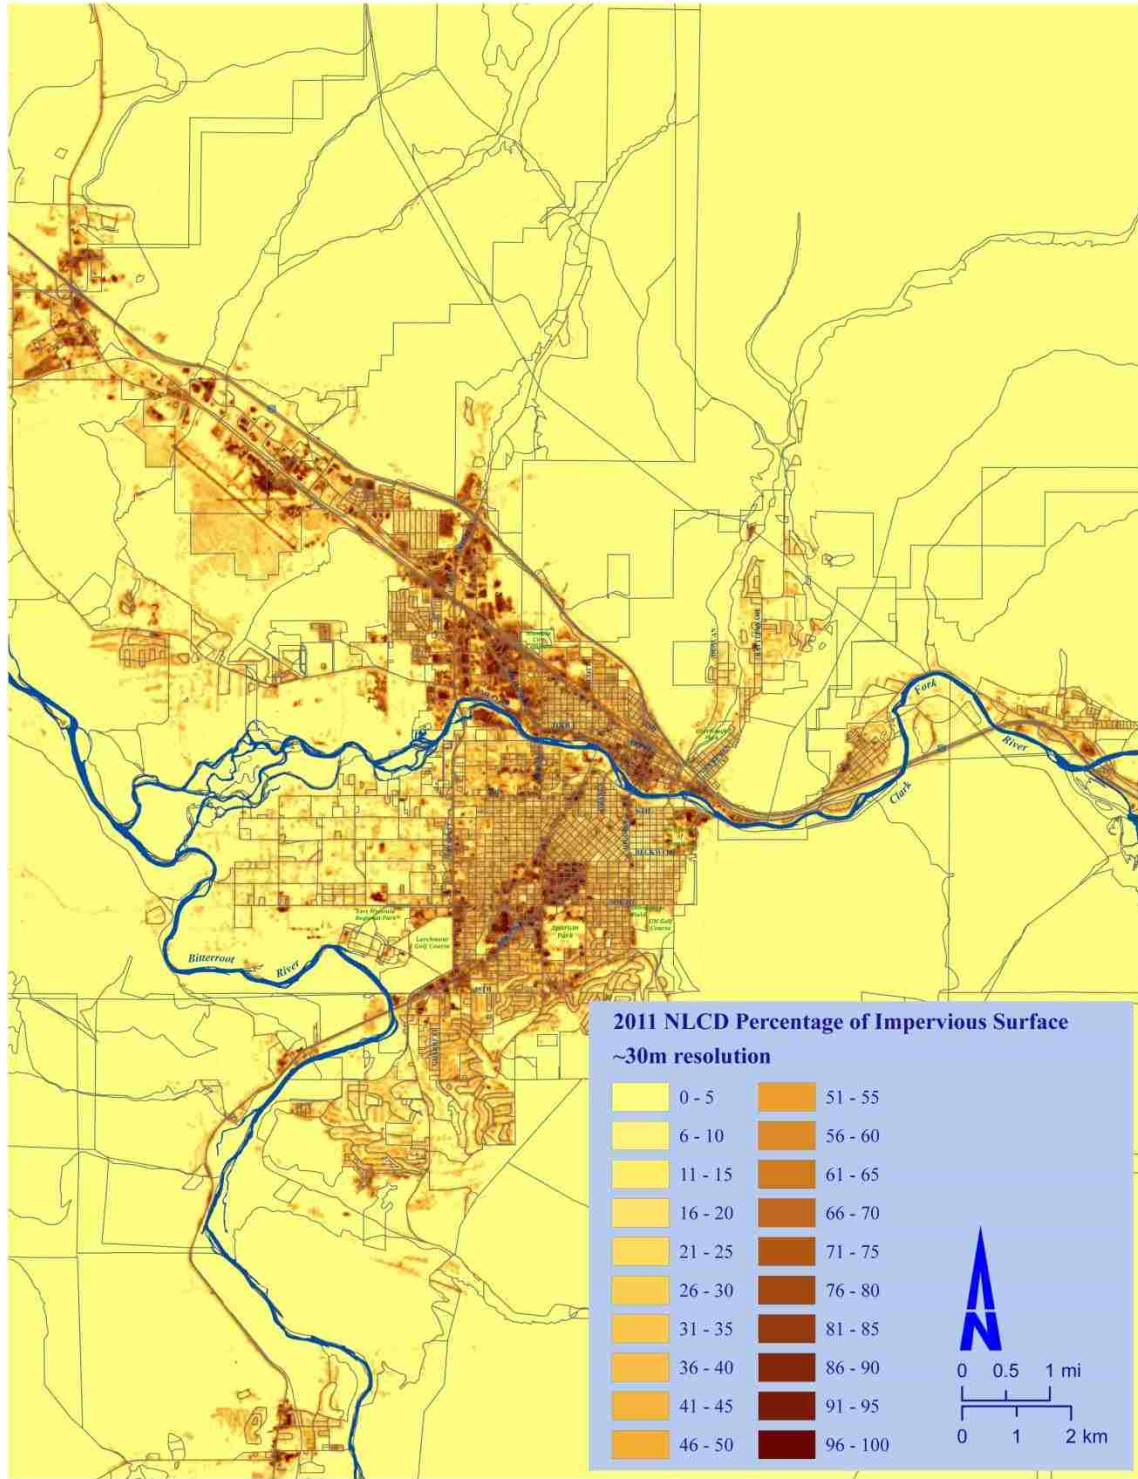 RATTLESNAKE
Fork
River
Clark
BECKWITH
Larchmont
Golf Course
Spartan
Park
Bitterroot
River
39TH
2011 NLCD Percentage of Impervious Surface
~30m resolution
0 - 5
6 - 10
11 - 15
16 - 20
21 - 25
26 - 30
31 - 35
36 - 40
41 - 45
46 - 50
51 - 55
56 - 60
61 - 65
66 - 70
71 - 75
76 - 80
81 - 85
86 - 90
91 - 95
96 - 100
N
0 0.5 1 mi
0 1 2 km